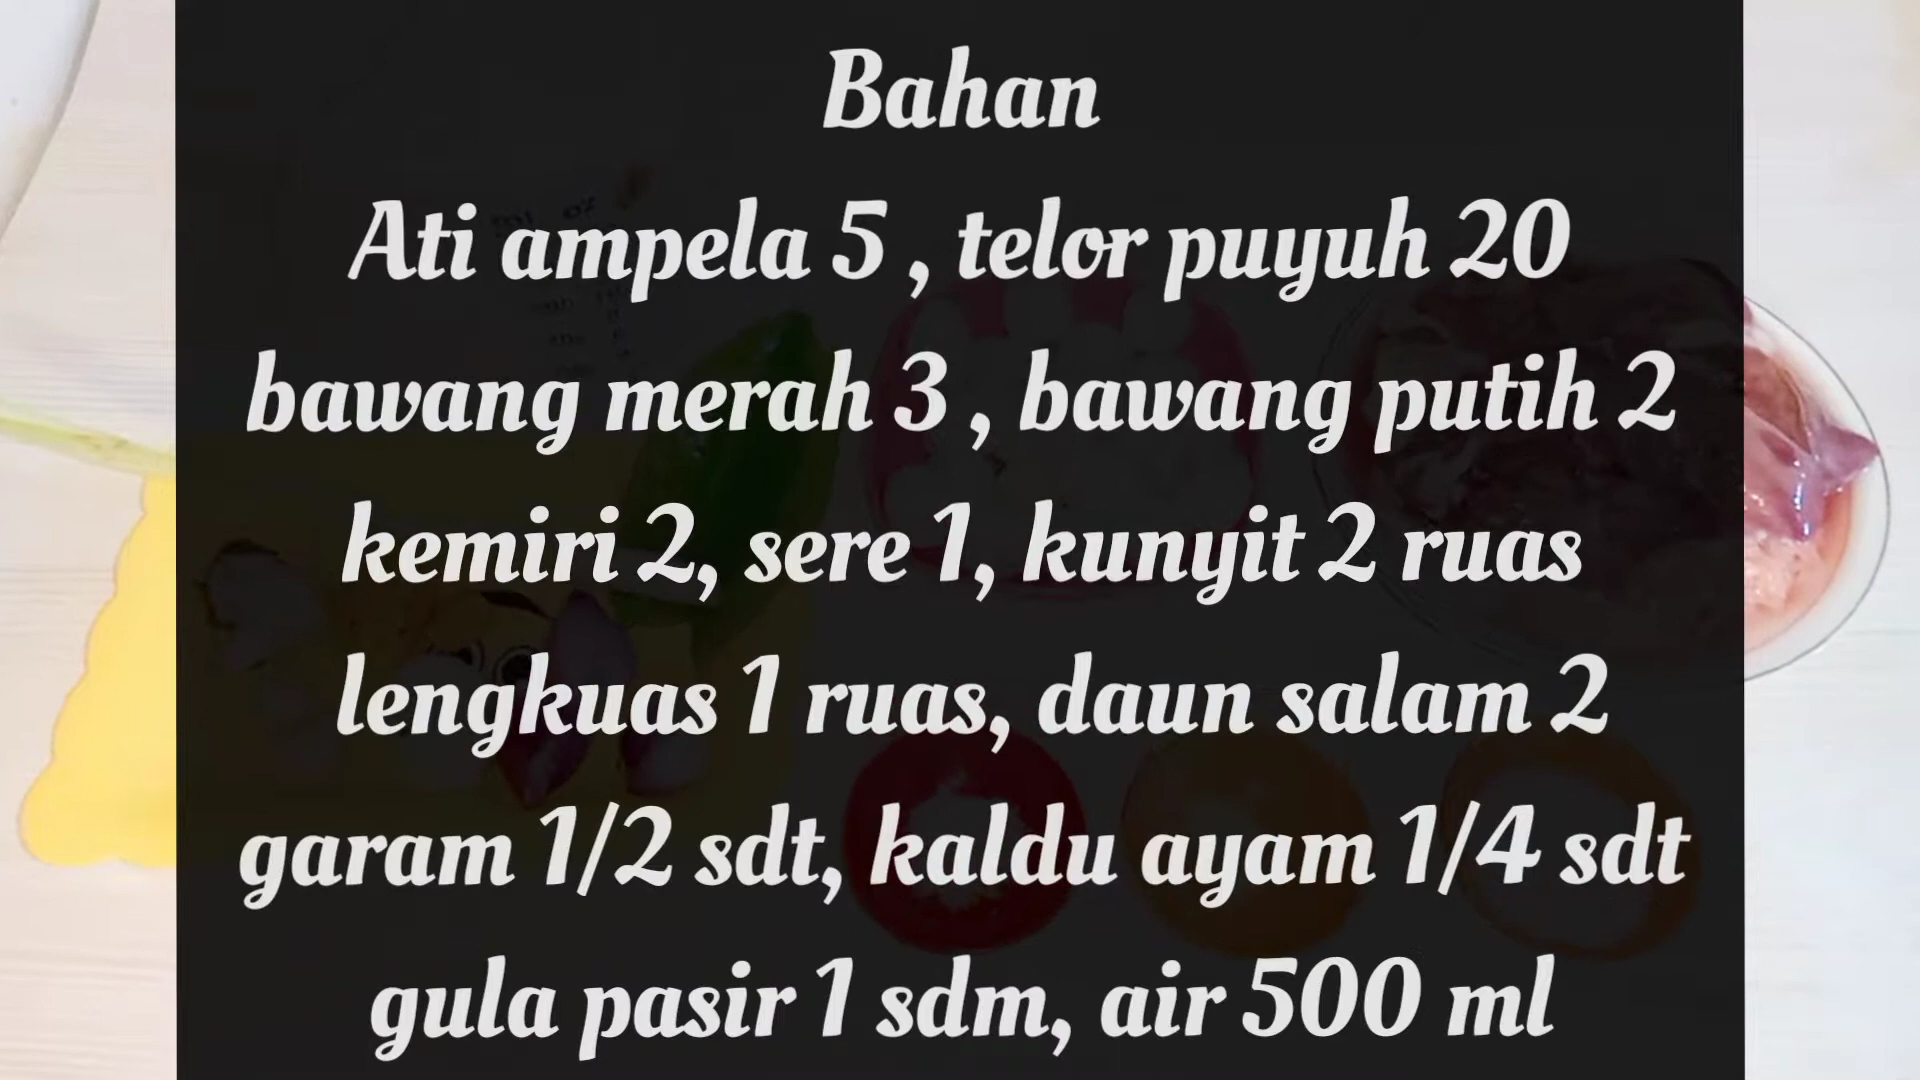 Bahan
Ati ampela 5 , telor puyuh 20
bawang merah 3 , bawang putih 2
kemiri 2, sere 1, kunyit 2 ruas
lengkuas 1 ruas, daun salam 2
garam 1/2 sdt, kaldu ayam 1/4 sdt
gula pasir 1 sdm, air 500 ml